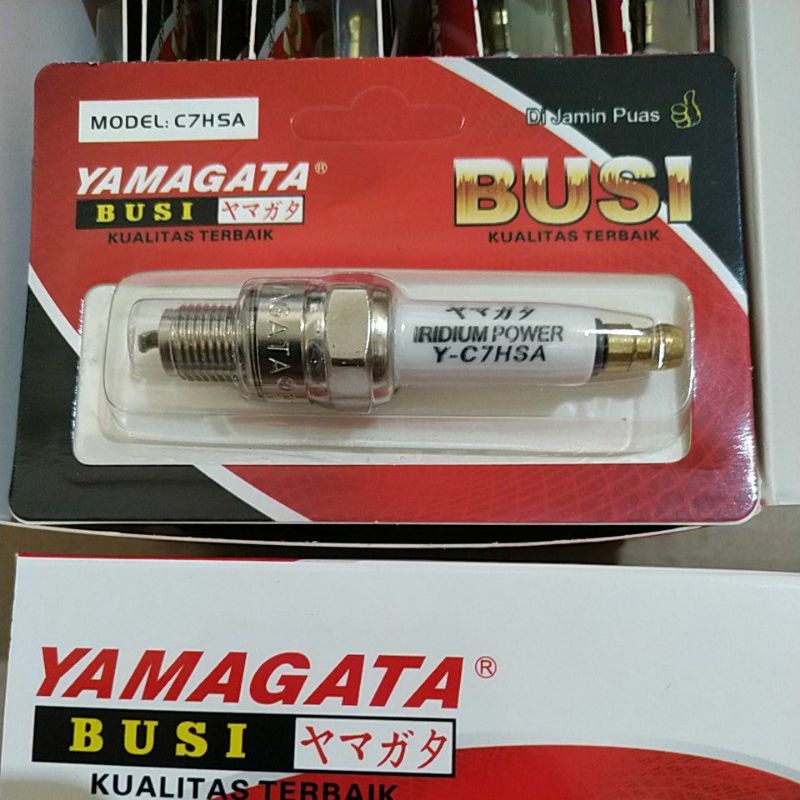 MODEL: C7HSA
Di Jamin Puas
YAMAGATA®
BUSI ヤマガタ
KUALITAS TERBAIK
BUSI
KUALITAS TERBAIK
AGATA
ヤマガタ
IRIDIUM POWER
Y-C7HSA
YAMAGATA®
BUSI ヤマガタ
KUALITAS TERBAIK